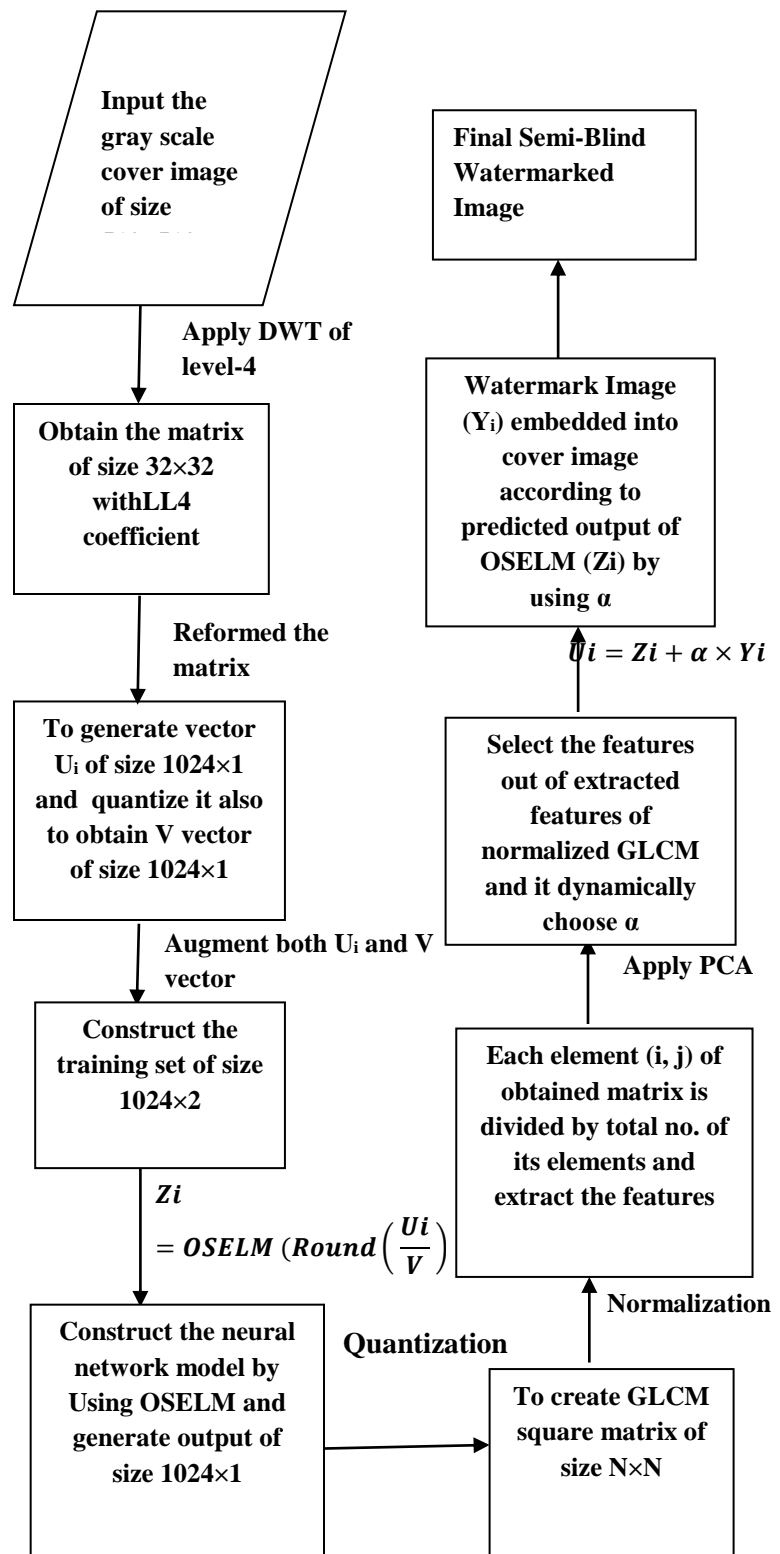 Input the
gray scale
cover image
of size
Apply DWT of
level-4
Obtain the matrix
of size 32×32
withLL4
coefficient
Reformed the
matrix
To generate vector
Uᵢ of size 1024×1
and quantize it also
to obtain V vector
of size 1024×1
Augment both Uᵢ and V
vector
Construct the
training set of size
1024×2
Zi
= OSELM (Round(Ui/V)
Construct the neural
network model by
Using OSELM and
generate output of
size 1024×1
Quantization
To create GLCM
square matrix of
size N×N
Normalization
Each element (i, j) of
obtained matrix is
divided by total no. of
its elements and
extract the features
Apply PCA
Select the features
out of extracted
features of
normalized GLCM
and it dynamically
choose α
Ui = Zi + α × Yi
Watermark Image
(Yᵢ) embedded into
cover image
according to
predicted output of
OSELM (Zi) by
using α
Final Semi-Blind
Watermarked
Image